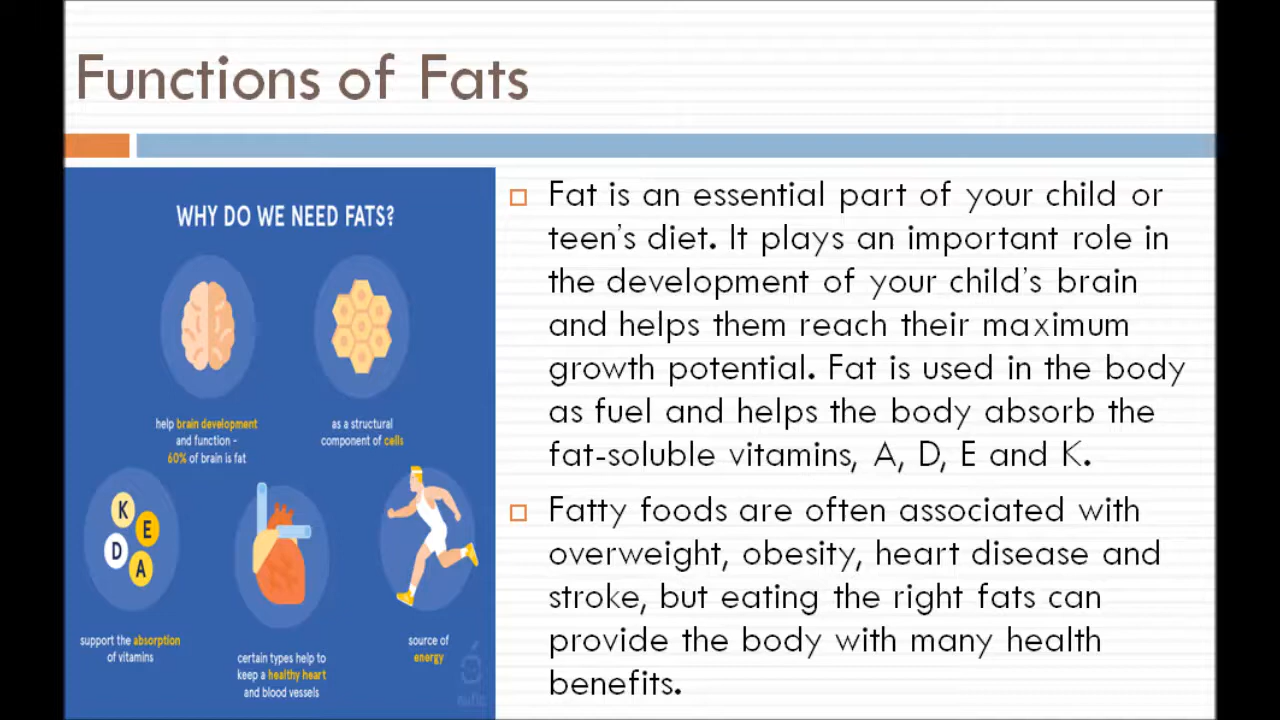 Functions of Fats
WHY DO WE NEED FATS?
help brain development
and function -
60% of brain is fat
as a structural
component of cells
K
E
D
A
support the absorption
of vitamins
certain types help to
keep a healthy heart
and blood vessels
source of
energy
Fat is an essential part of your child or
teen's diet. It plays an important role in
the development of your child's brain
and helps them reach their maximum
growth potential. Fat is used in the body
as fuel and helps the body absorb the
fat-soluble vitamins, A, D, E and K.
Fatty foods are often associated with
overweight, obesity, heart disease and
stroke, but eating the right fats can
provide the body with many health
benefits.